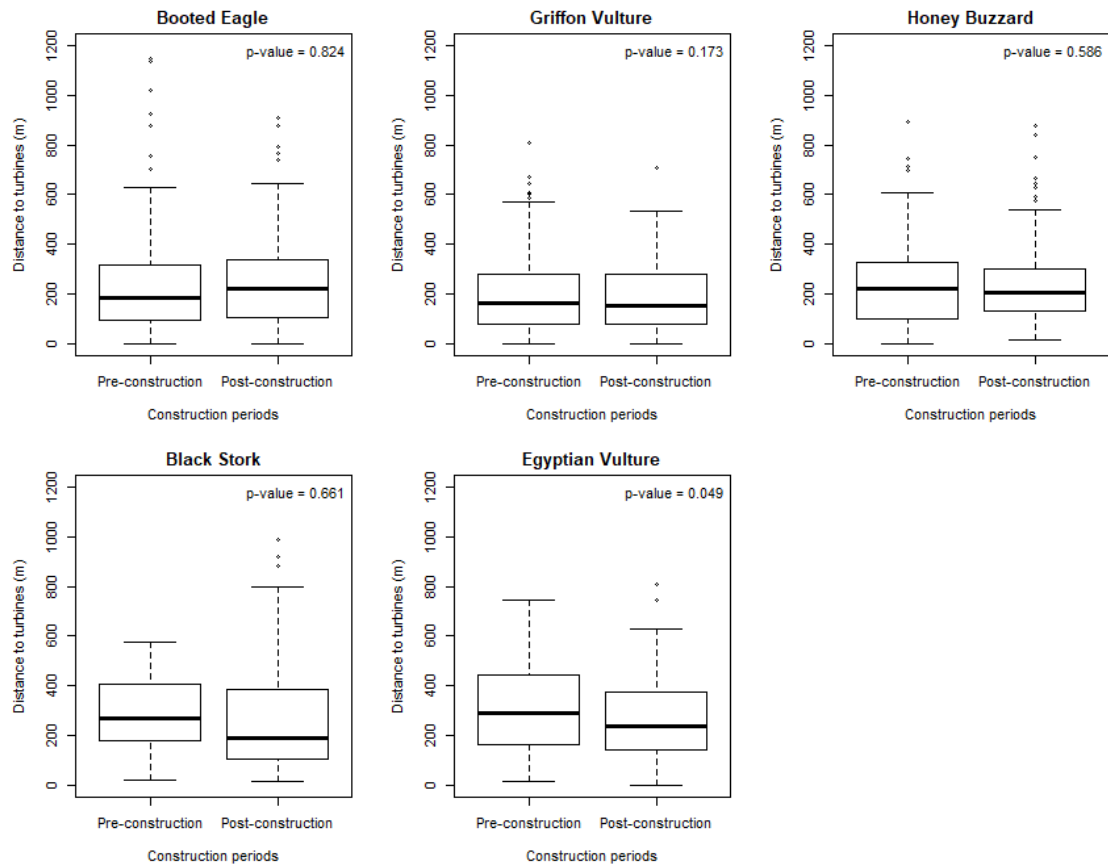 Booted Eagle
p-value = 0.824
Distance to turbines (m)
1200
1000
800
600
400
200
0
Pre-construction Post-construction
Construction periods
Griffon Vulture
p-value = 0.173
Distance to turbines (m)
1200
1000
800
600
400
200
0
Pre-construction Post-construction
Construction periods
Honey Buzzard
p-value = 0.586
Distance to turbines (m)
1200
1000
800
600
400
200
0
Pre-construction Post-construction
Construction periods
Black Stork
p-value = 0.661
Distance to turbines (m)
1200
1000
800
600
400
200
0
Pre-construction Post-construction
Construction periods
Egyptian Vulture
p-value = 0.049
Distance to turbines (m)
1200
1000
800
600
400
200
0
Pre-construction Post-construction
Construction periods